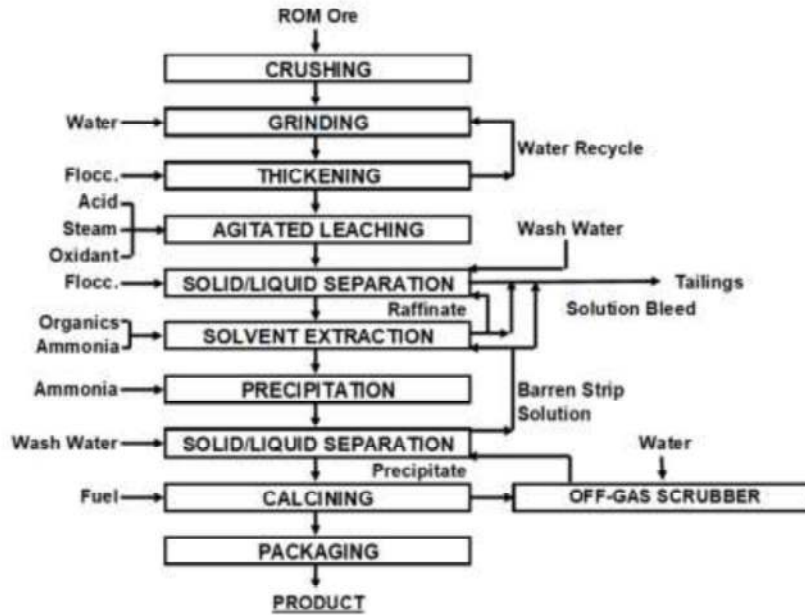 ROM Ore
CRUSHING
Water
GRINDING
Water Recycle
Flocc.
THICKENING
Acid
Steam
Oxidant
AGITATED LEACHING
Wash Water
Flocc.
SOLID/LIQUID SEPARATION
Tailings
Raffinate
Solution Bleed
Organics
Ammonia
SOLVENT EXTRACTION
Ammonia
PRECIPITATION
Barren Strip
Solution
Wash Water
SOLID/LIQUID SEPARATION
Water
Precipitate
Fuel
CALCINING
OFF-GAS SCRUBBER
PACKAGING
PRODUCT